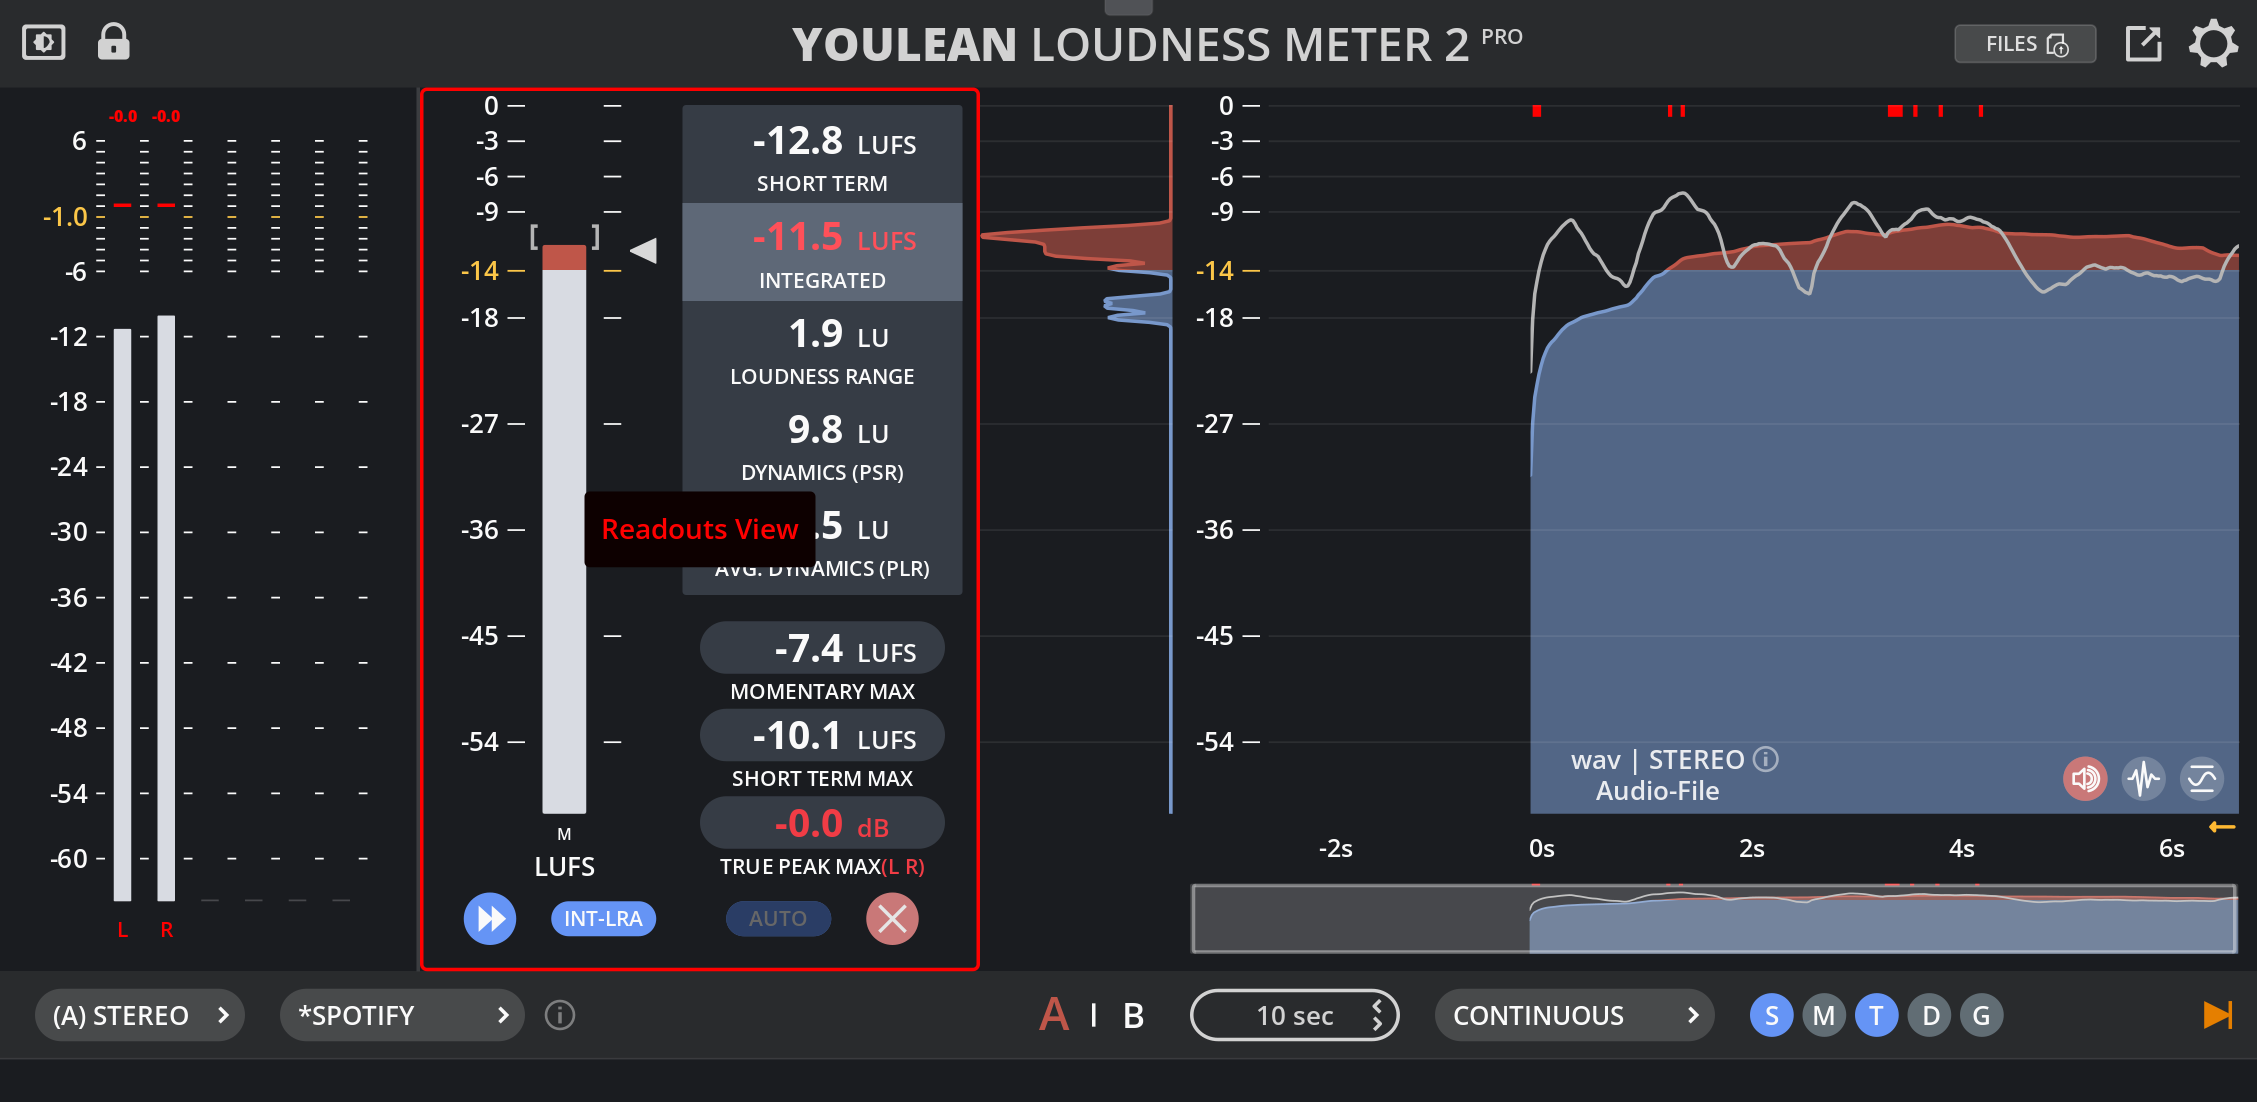 YOULEAN LOUDNESS METER 2 PRO
FILES
-0.0 -0.0
6
-1.0
-6
-12
-18
-24
-30
-36
-42
-48
-54
-60
L R
0
-3
-6
-9
-14
-18
-27
-36
-45
-54
M
LUFS
-12.8 LUFS
SHORT TERM
-11.5 LUFS
INTEGRATED
1.9 LU
LOUDNESS RANGE
9.8 LU
DYNAMICS (PSR)
Readouts View
.5 LU
AVG. DYNAMICS (PLR)
-7.4 LUFS
MOMENTARY MAX
-10.1 LUFS
SHORT TERM MAX
-0.0 dB
TRUE PEAK MAX(L R)
INT-LRA
AUTO
0
-3
-6
-9
-14
-18
-27
-36
-45
-54
wav | STEREO
Audio-File
-2s 0s 2s 4s 6s
(A) STEREO
*SPOTIFY
A | B
10 sec
CONTINUOUS
S M T D G